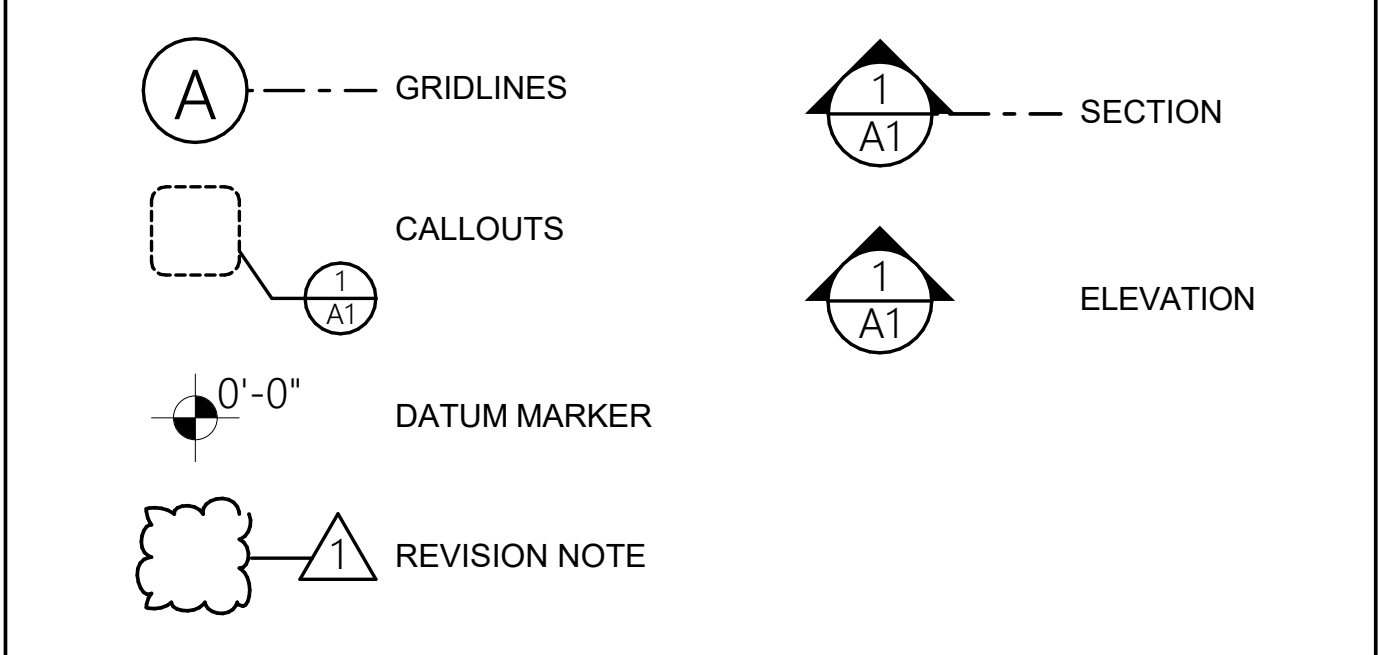 A GRIDLINES
CALLOUTS
1
A1
0'-0"
DATUM MARKER
1 REVISION NOTE
1
A1
SECTION
1
A1
ELEVATION